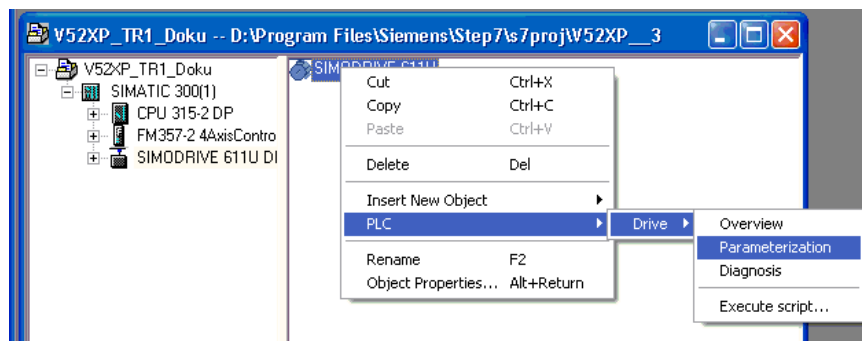 V52XP_TR1_Doku -- D:\Program Files\Siemens\Step7\s7proj\V52XP__3
V52XP_TR1_Doku
SIMATIC 300(1)
CPU 315-2 DP
FM357-2 4AxisContro
SIMODRIVE 611U DI
SIMODRIVE 611U
Cut Ctrl+X
Copy Ctrl+C
Paste Ctrl+V
Delete Del
Insert New Object
PLC
Rename F2
Object Properties... Alt+Return
Drive
Overview
Parameterization
Diagnosis
Execute script...